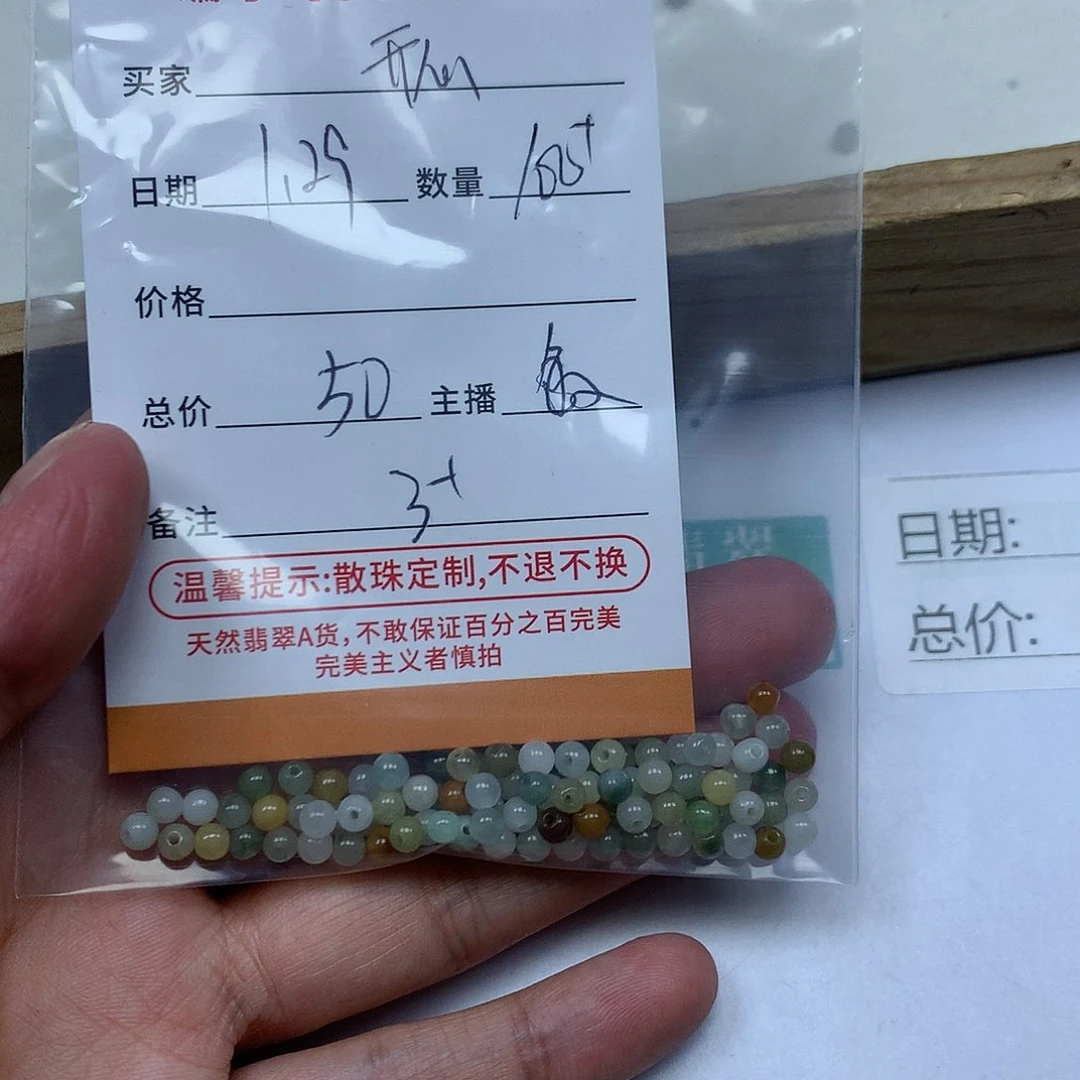 买家
日期 1.29 数量
价格
总价 50 主播
备注 3+
温馨提示:散珠定制,不退不换
天然翡翠A货,不敢保证百分之百完美
完美主义者慎拍
日期:
总价: